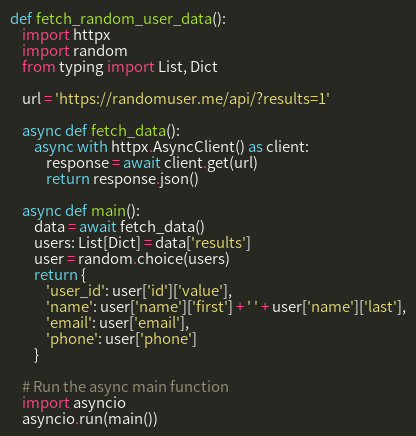 def fetch_random_user_data():
    import httpx
    import random
    from typing import List, Dict

    url = 'https://randomuser.me/api/?results=1'

    async def fetch_data():
        async with httpx.AsyncClient() as client:
            response = await client.get(url)
            return response.json()

    async def main():
        data = await fetch_data()
        users: List[Dict] = data['results']
        user = random.choice(users)
        return {
            'user_id': user['id']['value'],
            'name': user['name']['first'] + ' ' + user['name']['last'],
            'email': user['email'],
            'phone': user['phone']
        }

    # Run the async main function
    import asyncio
    asyncio.run(main())